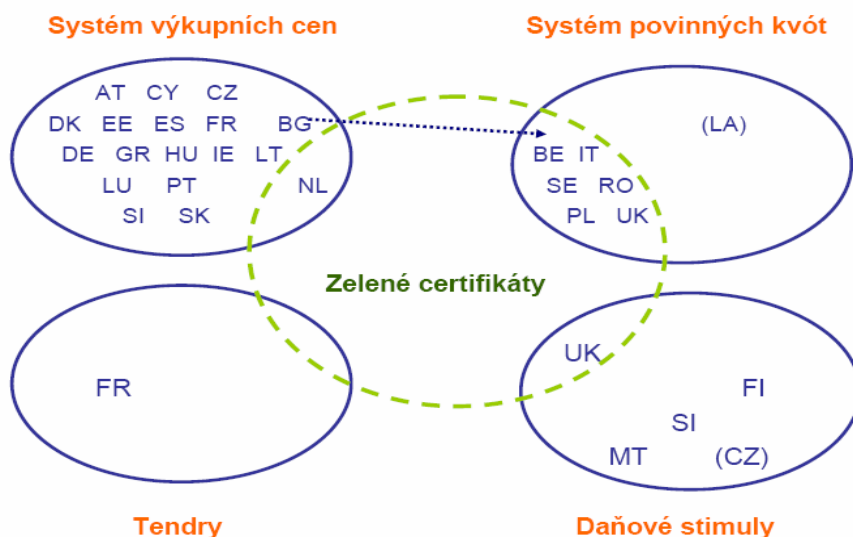 Systém výkupních cen
Systém povinných kvót
AT CY CZ
DK EE ES FR BG
DE GR HU IE LT
LU PT NL
SI SK
(LA)
BE IT
SE RO
PL UK
Zelené certifikáty
FR
UK
FI
SI
MT (CZ)
Tendry
Daňové stimuly